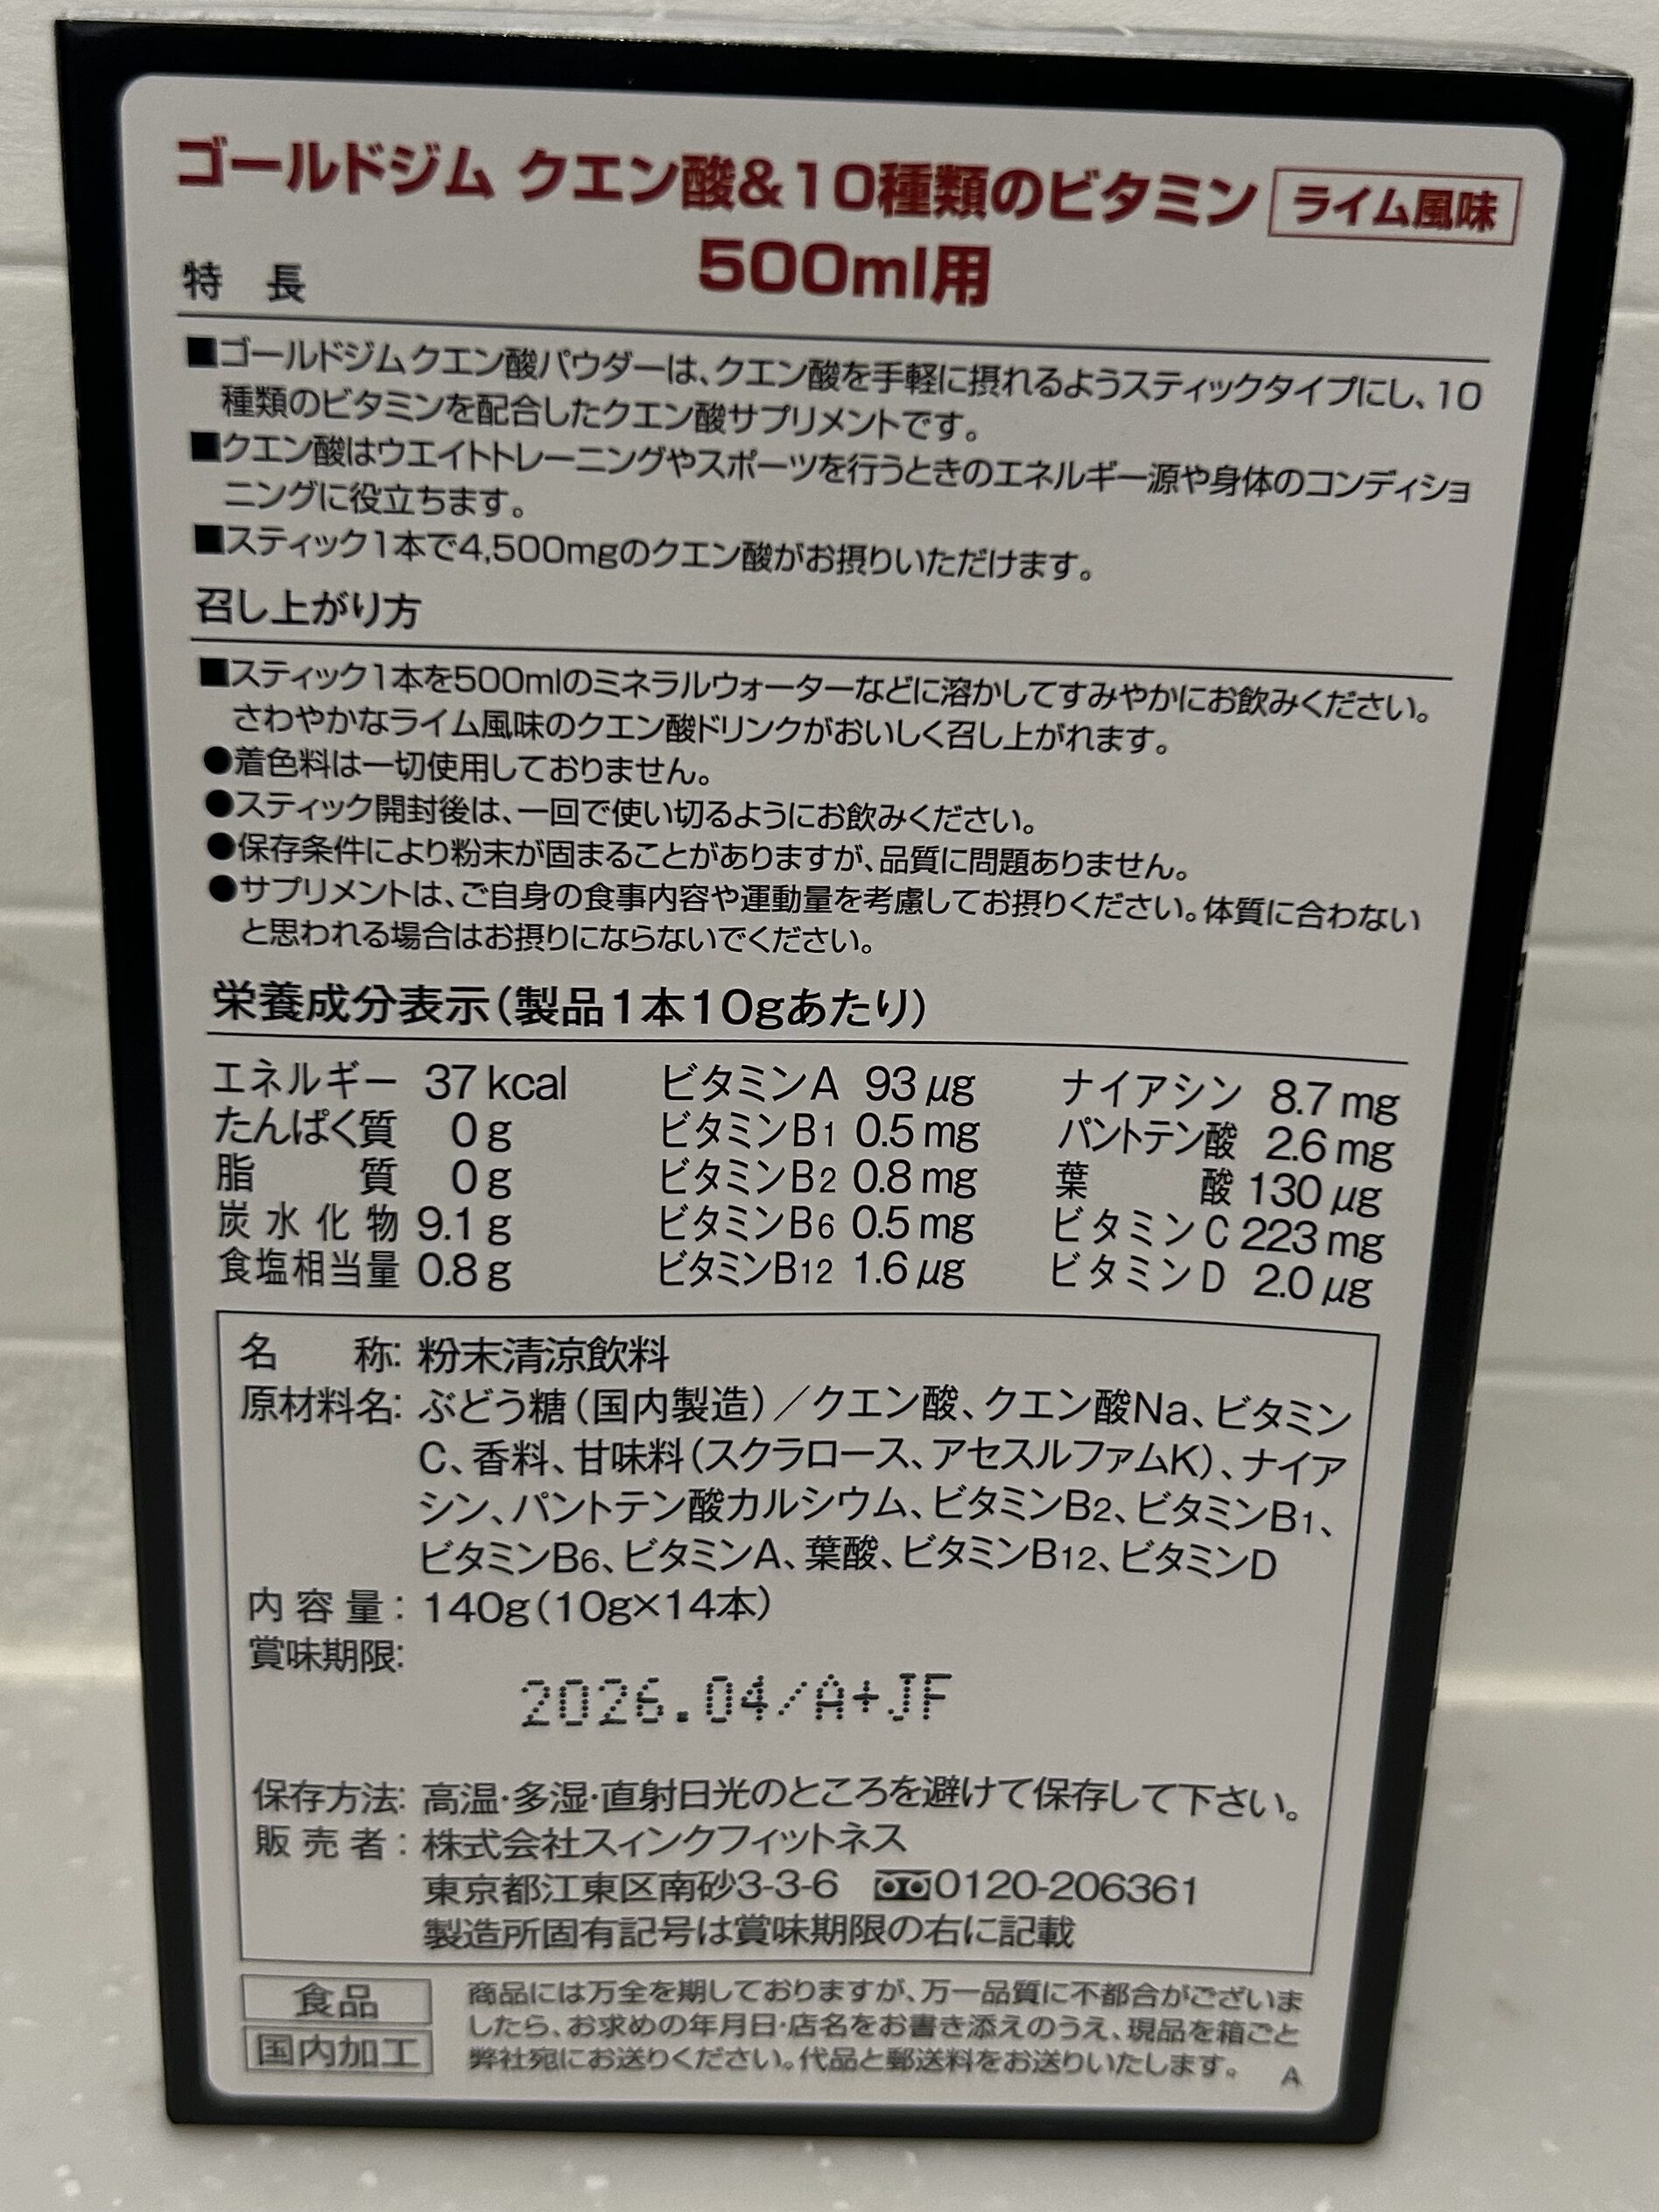 ゴールドジム クエン酸&10種類のビタミン ライム風味
500ml用
特 長
■ゴールドジムクエン酸パウダーは、クエン酸を手軽に摂れるようスティックタイプにし、10
種類のビタミンを配合したクエン酸サプリメントです。
■クエン酸はウエイトトレーニングやスポーツを行うときのエネルギー源や身体のコンディショ
ニングに役立ちます。
■スティック1本で4,500mgのクエン酸がお摂りいただけます。
召し上がり方
■スティック1本を500mlのミネラルウォーターなどに溶かしてすみやかにお飲みください。
さわやかなライム風味のクエン酸ドリンクがおいしく召し上がれます。
●着色料は一切使用しておりません。
●スティック開封後は、一回で使い切るようにお飲みください。
●保存条件により粉末が固まることがありますが、品質に問題ありません。
●サプリメントは、ご自身の食事内容や運動量を考慮してお摂りください。体質に合わない
と思われる場合はお摂りにならないでください。
栄養成分表示(製品1本10gあたり)
エネルギー 37 kcal ビタミンA 93 μg ナイアシン 8.7 mg
たんぱく質 0 g ビタミンB1 0.5 mg パントテン酸 2.6 mg
脂 質 0 g ビタミンB2 0.8 mg 葉 酸 130 μg
炭水化物 9.1 g ビタミンB6 0.5 mg ビタミンC 223 mg
食塩相当量 0.8 g ビタミンB12 1.6 μg ビタミンD 2.0 μg
名 称: 粉末清涼飲料
原材料名: ぶどう糖(国内製造)/クエン酸、クエン酸Na、ビタミン
C、香料、甘味料(スクラロース、アセスルファムK)、ナイア
シン、パントテン酸カルシウム、ビタミンB2、ビタミンB1、
ビタミンB6、ビタミンA、葉酸、ビタミンB12、ビタミンD
内容量: 140g(10g×14本)
賞味期限:
2026.04/A+JF
保存方法: 高温・多湿・直射日光のところを避けて保存して下さい。
販売者: 株式会社スィンクフィットネス
東京都江東区南砂3-3-6 0120-206361
製造所固有記号は賞味期限の右に記載
食品
国内加工
商品には万全を期しておりますが、万一品質に不都合がございま
したら、お求めの年月日・店名をお書き添えのうえ、現品を箱ごと
弊社宛にお送りください。代品と郵送料をお送りいたします。 A